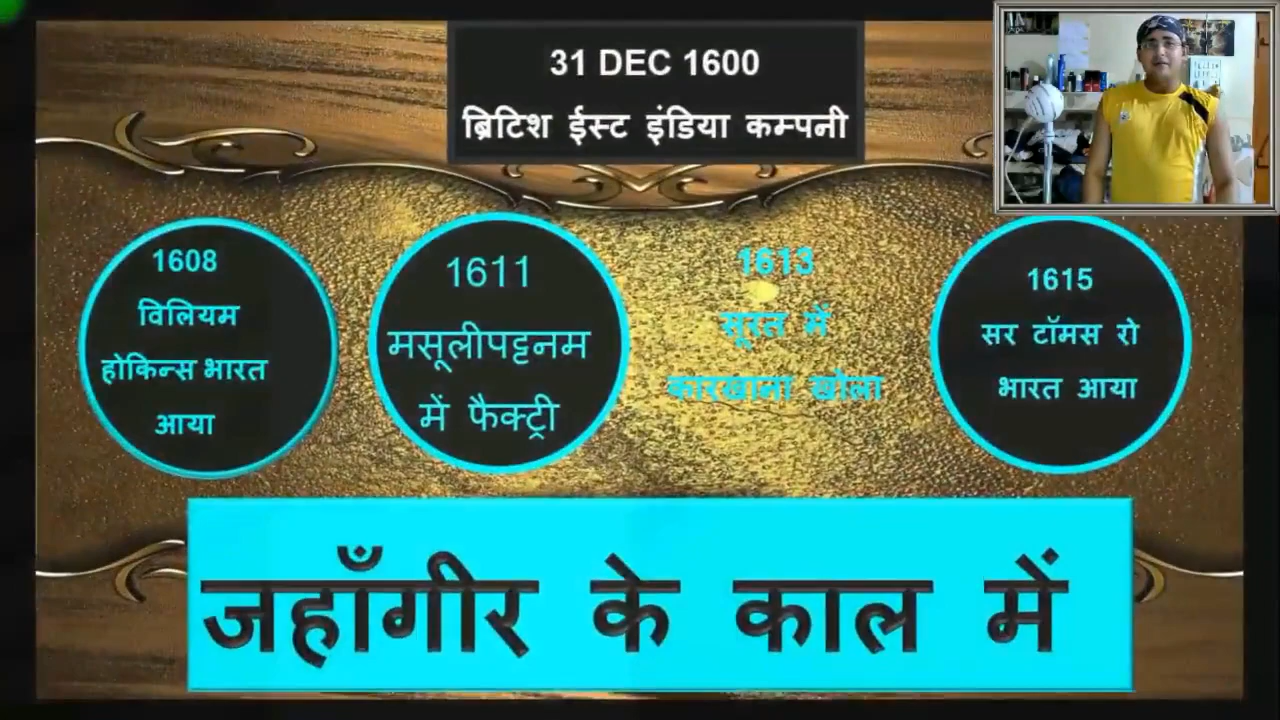 31 DEC 1600
ब्रिटिश ईस्ट इंडिया कम्पनी
1608
विलियम
होकिन्स भारत
आया
1611
मसूलीपट्टनम
में फैक्ट्री
1613
सूरत में
कारखाना खोला
1615
सर टॉमस रो
भारत आया
जहाँगीर के काल में